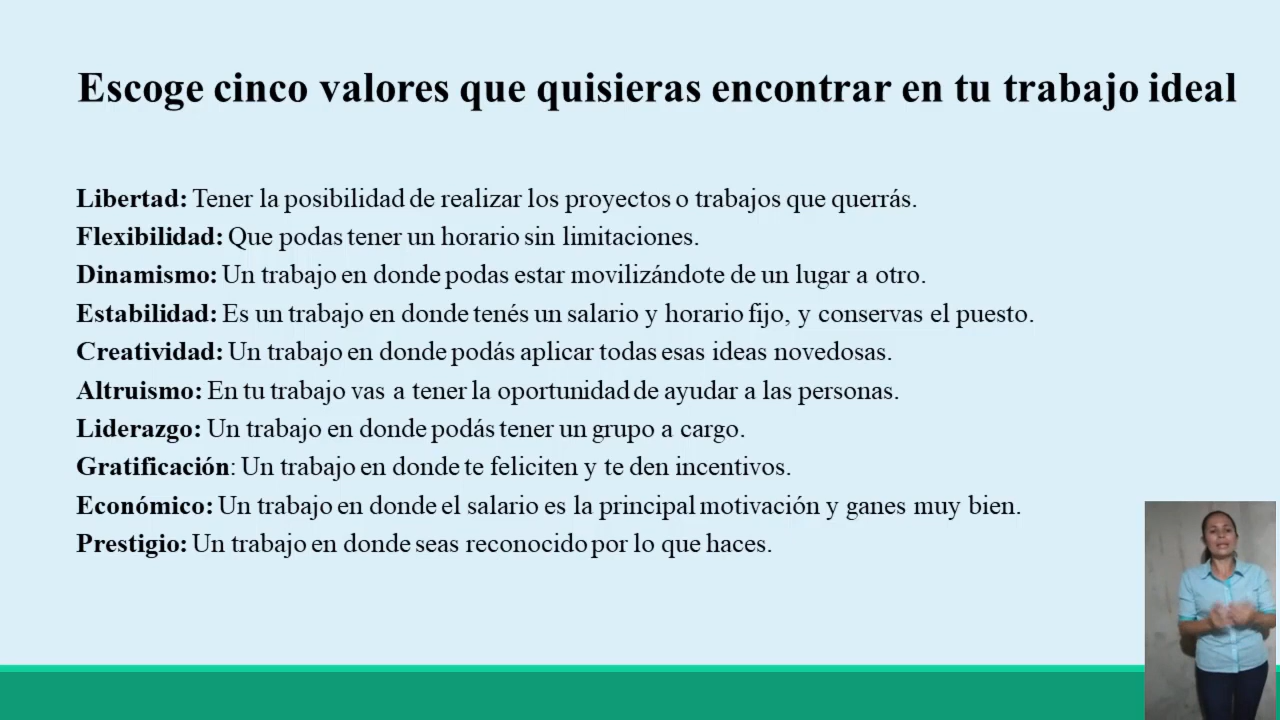 Escoge cinco valores que quisieras encontrar en tu trabajo ideal
Libertad: Tener la posibilidad de realizar los proyectos o trabajos que querrás.
Flexibilidad: Que podas tener un horario sin limitaciones.
Dinamismo: Un trabajo en donde podas estar movilizándote de un lugar a otro.
Estabilidad: Es un trabajo en donde tenés un salario y horario fijo, y conservas el puesto.
Creatividad: Un trabajo en donde podás aplicar todas esas ideas novedosas.
Altruismo: En tu trabajo vas a tener la oportunidad de ayudar a las personas.
Liderazgo: Un trabajo en donde podás tener un grupo a cargo.
Gratificación: Un trabajo en donde te feliciten y te den incentivos.
Económico: Un trabajo en donde el salario es la principal motivación y ganes muy bien.
Prestigio: Un trabajo en donde seas reconocido por lo que haces.